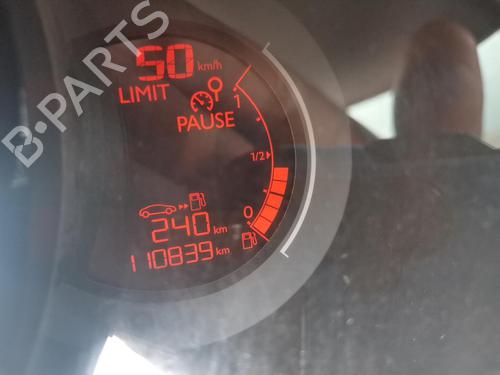 50 km/h
LIMIT
PAUSE
1
1/2
0
240 km
110839 km
B-PARTS